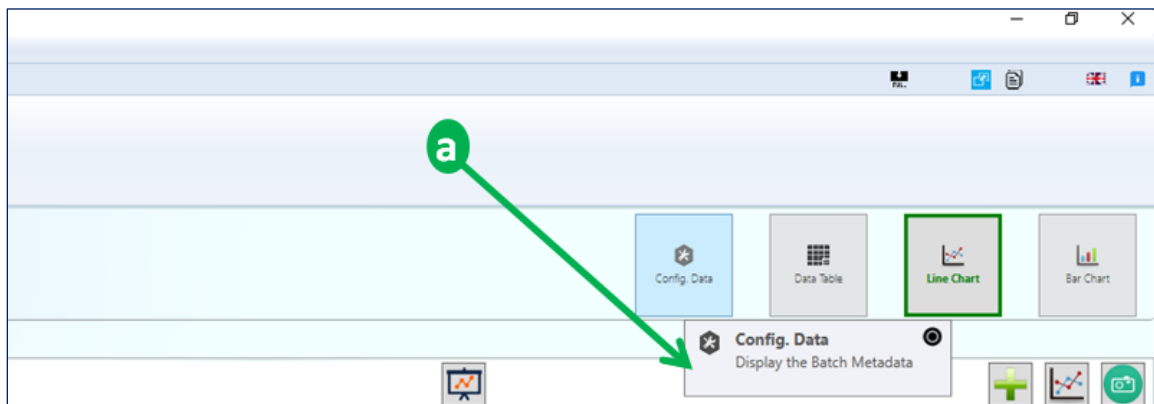 a
Config. Data
Data Table
Line Chart
Bar Chart
Config. Data
Display the Batch Metadata